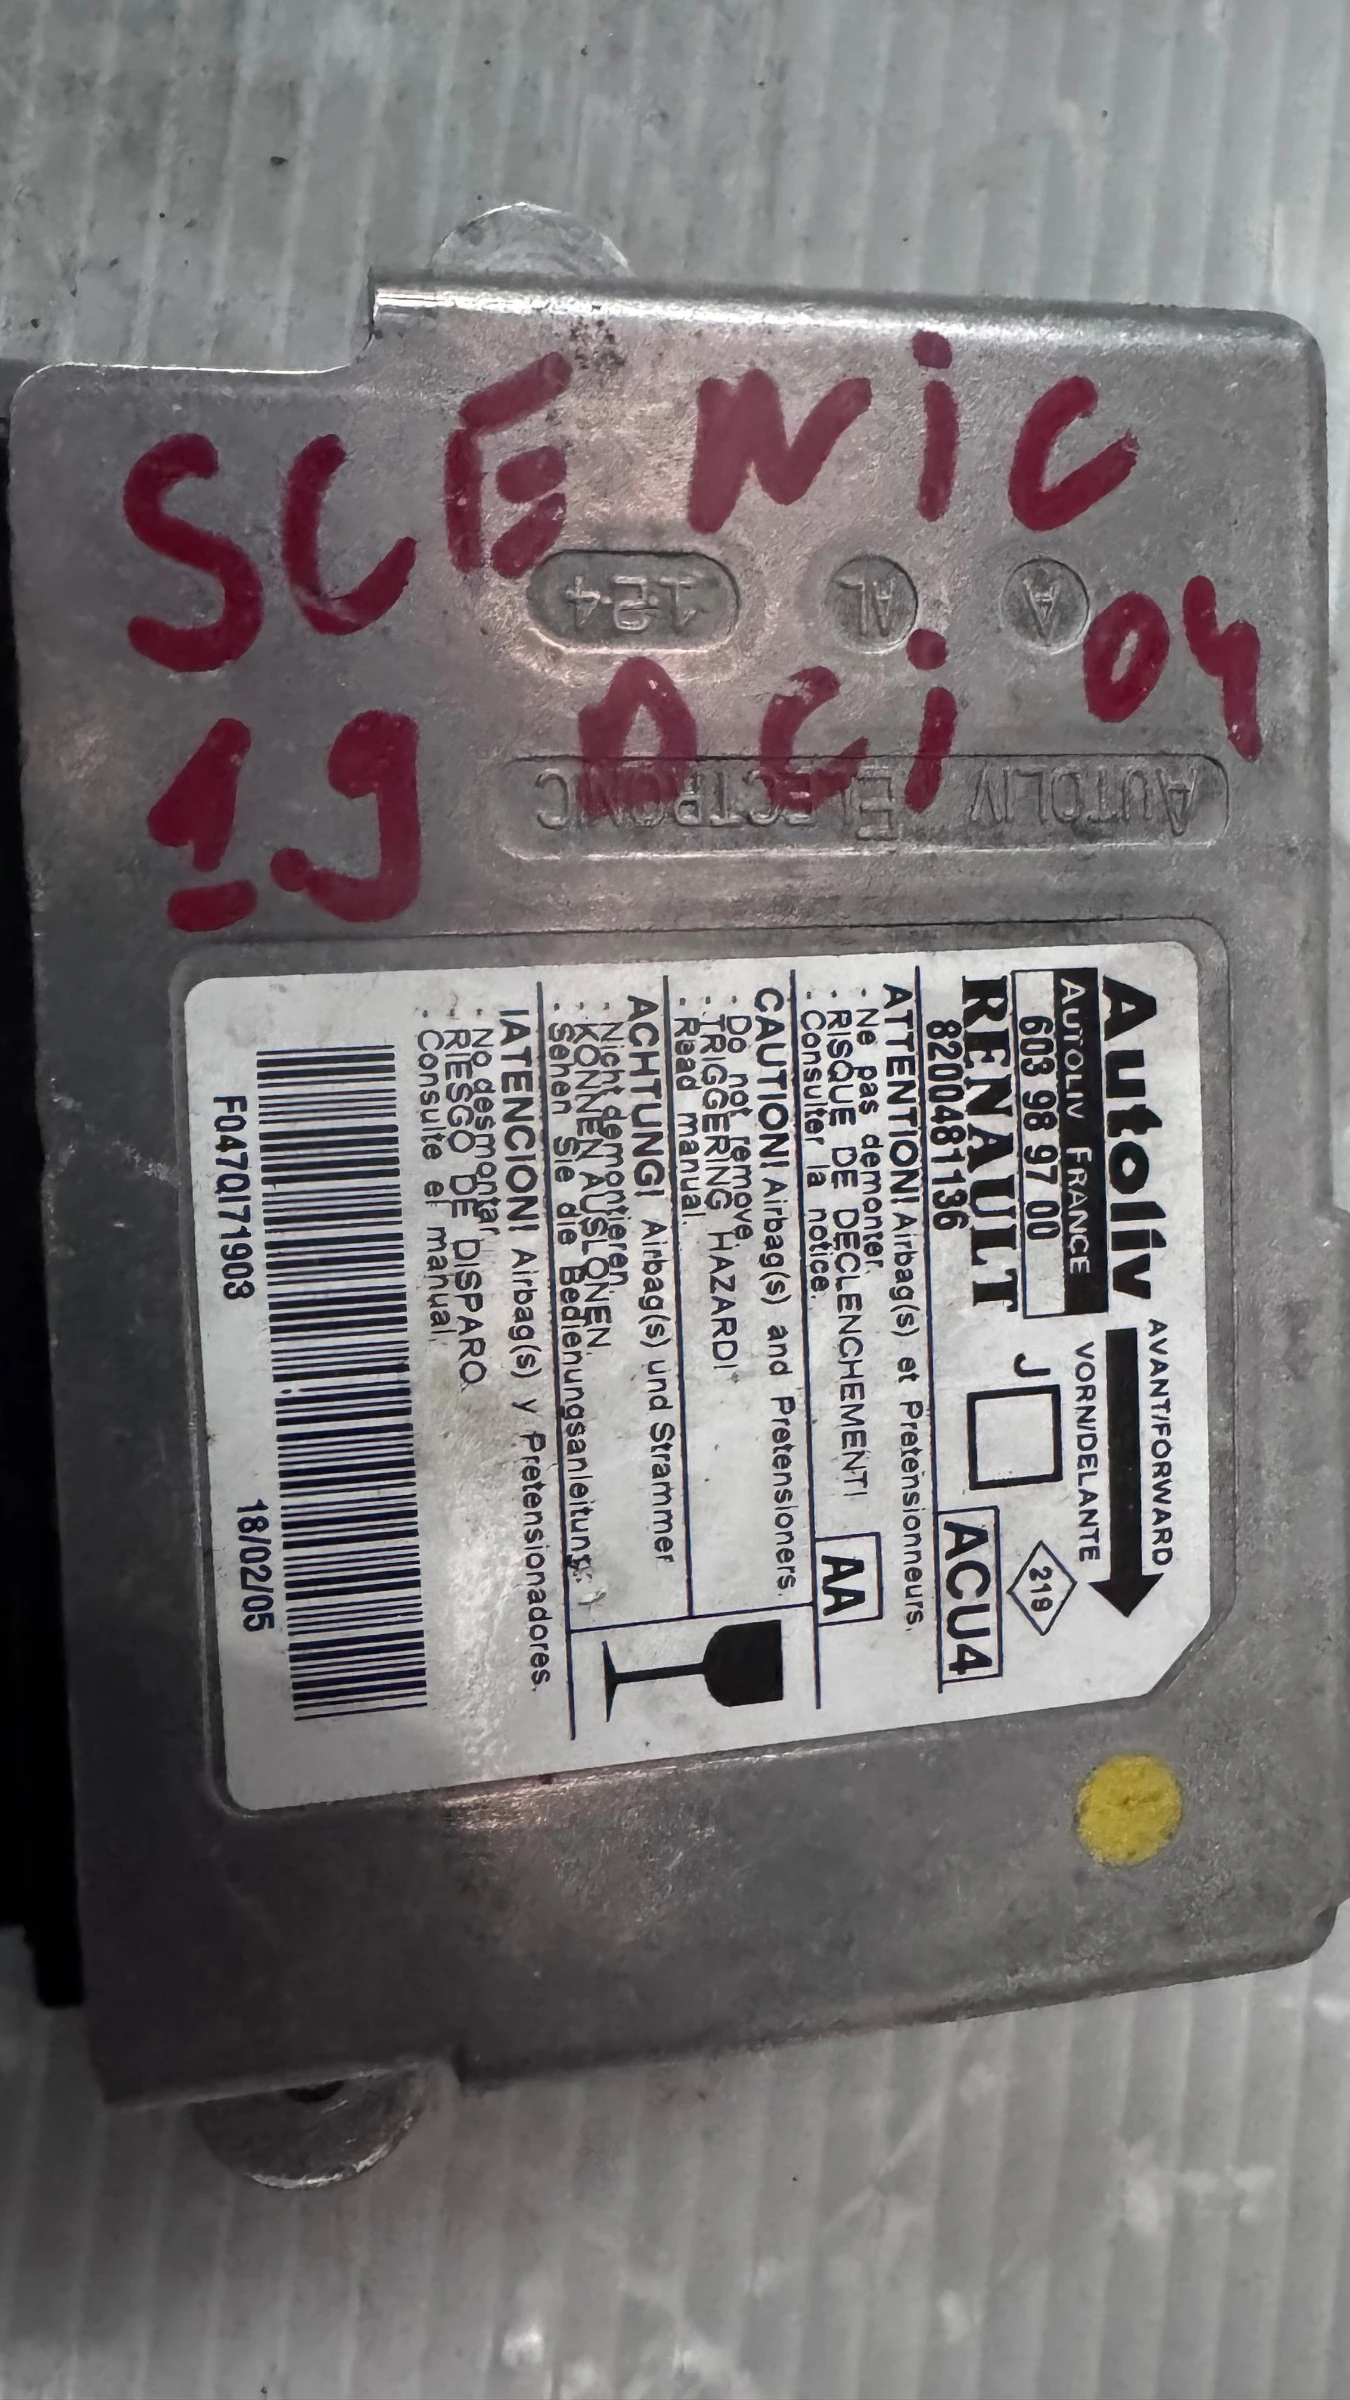 SCENiC
1.9 DCi 04
124
AL
A
AUTOLIV ELECTRONIC
Autoliv
AVANT/FORWARD
VORN/DELANTE
AUTOLIV FRANCE
603 98 97 00
J
219
RENAULT
8200481136
ACU4
ATTENTION! Airbag(s) et Pretensionneurs.
· Ne pas demonter.
· RISQUE DE DECLENCHEMENT!
· Consulter la notice.
AA
CAUTION! Airbag(s) and Pretensioners.
· Do not remove.
· TRIGGERING HAZARD!
· Read manual.
ACHTUNG! Airbag(s) und Strammer
· Nicht demontieren.
· KONNEN AUSLONEN.
· Sehen Sie die Bedienungsanleitung.
!ATENCION! Airbag(s) y Pretensionadores.
· No desmontar.
· RIESGO DE DISPARO.
· Consulte el manual.
F047QI71903
18/02/05